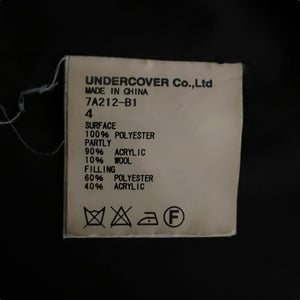 UNDERCOVER Co.,Ltd
MADE IN CHINA
7A212-B1
4
SURFACE
100% POLYESTER
PARTLY
90% ACRYLIC
10% WOOL
FILLING
60% POLYESTER
40% ACRYLIC
F